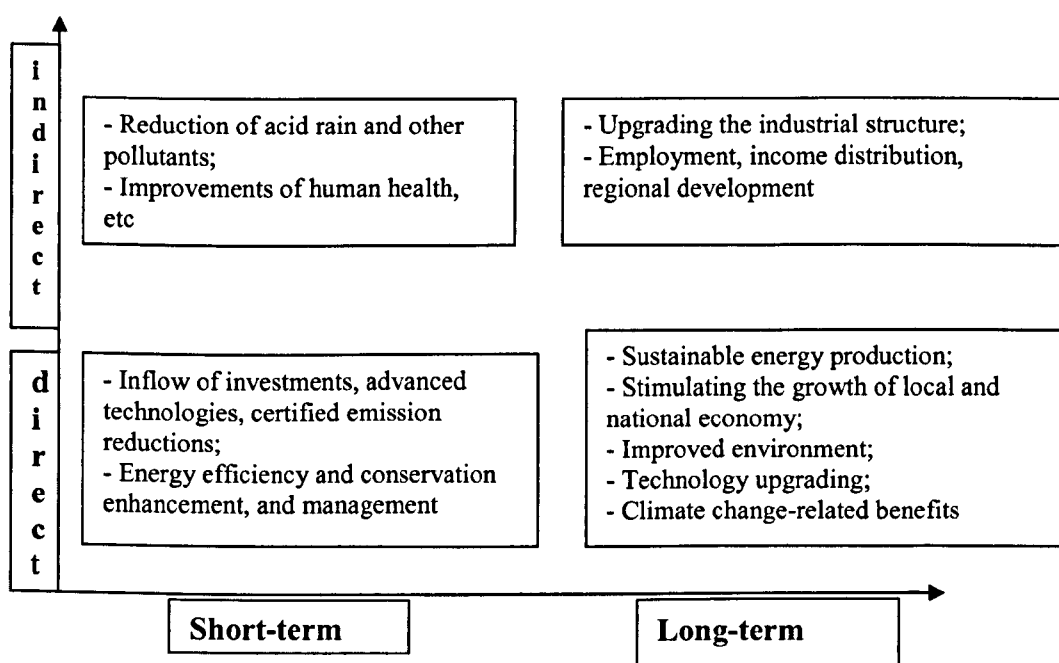 indirect
- Reduction of acid rain and other
pollutants;
- Improvements of human health,
etc
- Upgrading the industrial structure;
- Employment, income distribution,
regional development
direct
- Inflow of investments, advanced
technologies, certified emission
reductions;
- Energy efficiency and conservation
enhancement, and management
- Sustainable energy production;
- Stimulating the growth of local and
national economy;
- Improved environment;
- Technology upgrading;
- Climate change-related benefits
Short-term
Long-term